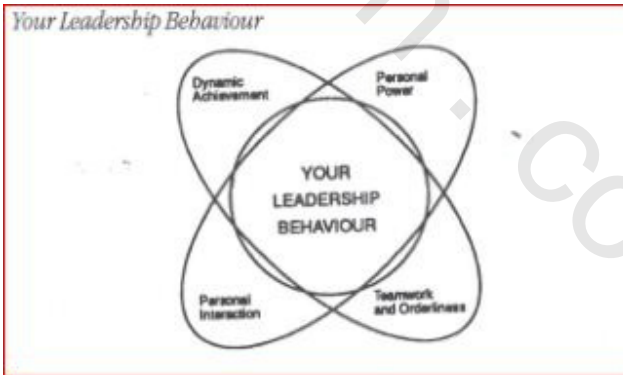 Your Leadership Behaviour
Dynamic
Achievement
Personal
Power
YOUR
LEADERSHIP
BEHAVIOUR
Personal
Interaction
Teamwork
and Orderliness